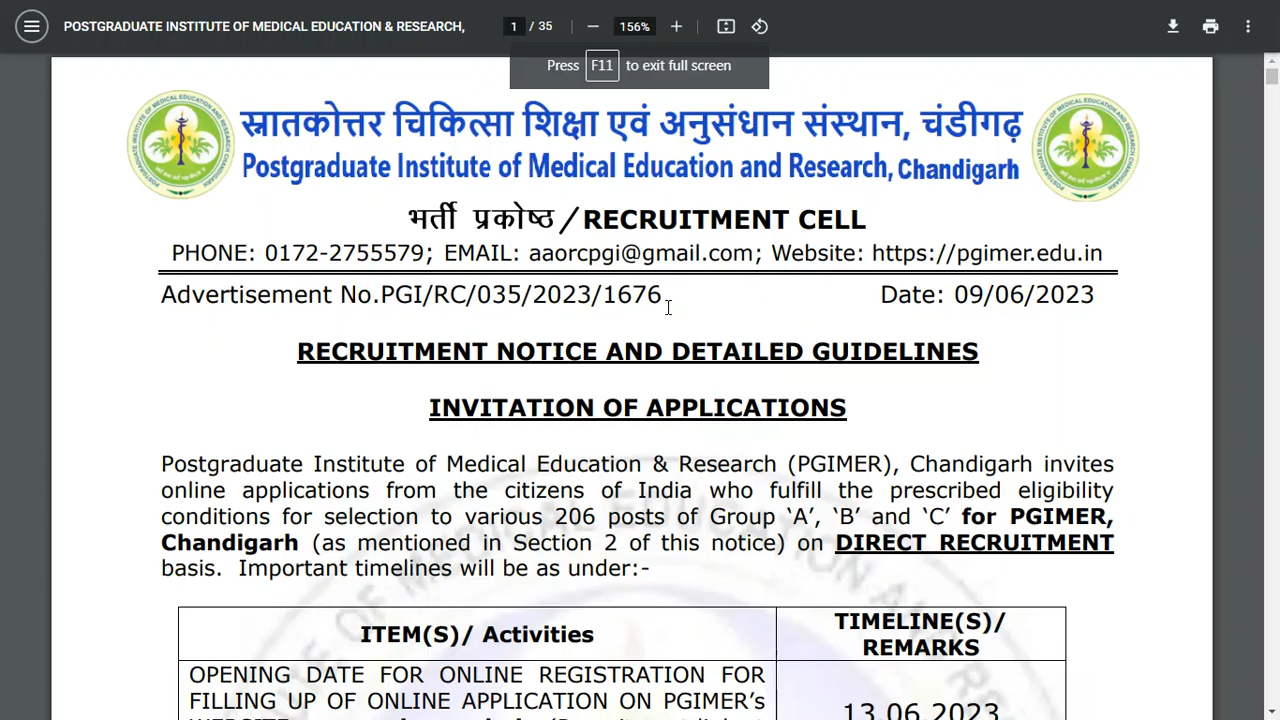 POSTGRADUATE INSTITUTE OF MEDICAL EDUCATION & RESEARCH,
1 / 35
156%
Press F11 to exit full screen
स्नातकोत्तर चिकित्सा शिक्षा एवं अनुसंधान संस्थान, चंडीगढ़
Postgraduate Institute of Medical Education and Research, Chandigarh
भर्ती प्रकोष्ठ/RECRUITMENT CELL
PHONE: 0172-2755579; EMAIL: aaorcpgi@gmail.com; Website: https://pgimer.edu.in
Advertisement No.PGI/RC/035/2023/1676 Date: 09/06/2023
RECRUITMENT NOTICE AND DETAILED GUIDELINES
INVITATION OF APPLICATIONS
Postgraduate Institute of Medical Education & Research (PGIMER), Chandigarh invites
online applications from the citizens of India who fulfill the prescribed eligibility
conditions for selection to various 206 posts of Group ‘A’, ‘B’ and ‘C’ for PGIMER,
Chandigarh (as mentioned in Section 2 of this notice) on DIRECT RECRUITMENT
basis. Important timelines will be as under:-
ITEM(S)/ Activities
TIMELINE(S)/
REMARKS
OPENING DATE FOR ONLINE REGISTRATION FOR
FILLING UP OF ONLINE APPLICATION ON PGIMER’s
13.06.2023